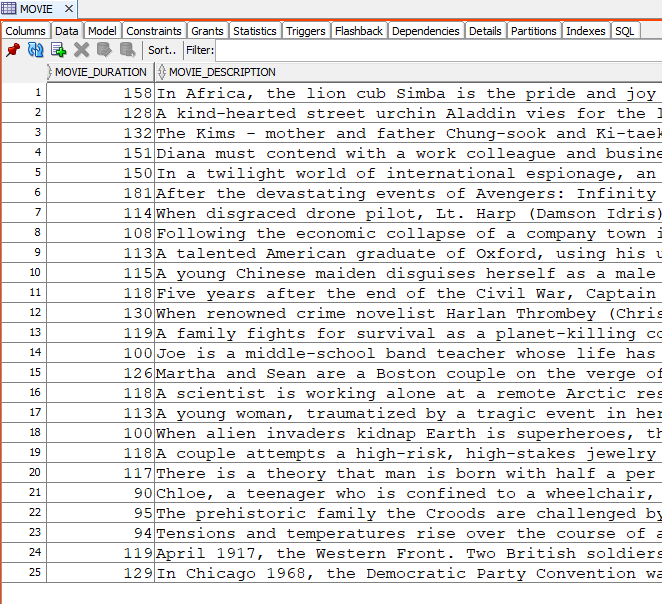 MOVIE
Columns Data Model Constraints Grants Statistics Triggers Flashback Dependencies Details Partitions Indexes SQL
Sort.. Filter:
MOVIE_DURATION MOVIE_DESCRIPTION
1 158 In Africa, the lion cub Simba is the pride and joy
2 128 A kind-hearted street urchin Aladdin vies for the l
3 132 The Kims - mother and father Chung-sook and Ki-taek
4 151 Diana must contend with a work colleague and busine
5 150 In a twilight world of international espionage, an
6 181 After the devastating events of Avengers: Infinity
7 114 When disgraced drone pilot, Lt. Harp (Damson Idris)
8 108 Following the economic collapse of a company town i
9 113 A talented American graduate of Oxford, using his u
10 115 A young Chinese maiden disguises herself as a male
11 118 Five years after the end of the Civil War, Captain
12 130 When renowned crime novelist Harlan Thrombey (Chris
13 119 A family fights for survival as a planet-killing co
14 100 Joe is a middle-school band teacher whose life has
15 126 Martha and Sean are a Boston couple on the verge of
16 118 A scientist is working alone at a remote Arctic res
17 113 A young woman, traumatized by a tragic event in her
18 100 When alien invaders kidnap Earth is superheroes, th
19 118 A couple attempts a high-risk, high-stakes jewelry
20 117 There is a theory that man is born with half a per
21 90 Chloe, a teenager who is confined to a wheelchair,
22 95 The prehistoric family the Croods are challenged by
23 94 Tensions and temperatures rise over the course of a
24 119 April 1917, the Western Front. Two British soldiers
25 129 In Chicago 1968, the Democratic Party Convention wa